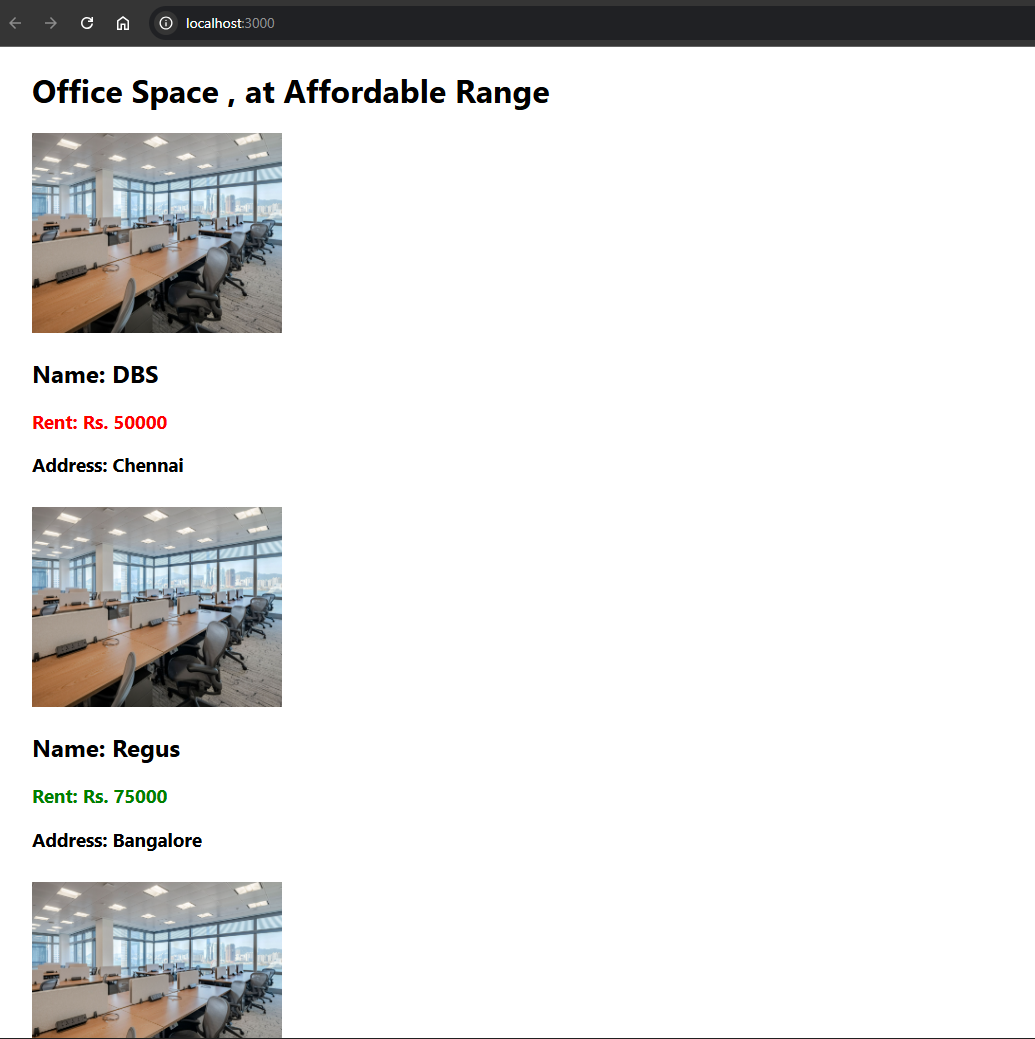 localhost:3000
Office Space , at Affordable Range
Name: DBS
Rent: Rs. 50000
Address: Chennai
Name: Regus
Rent: Rs. 75000
Address: Bangalore